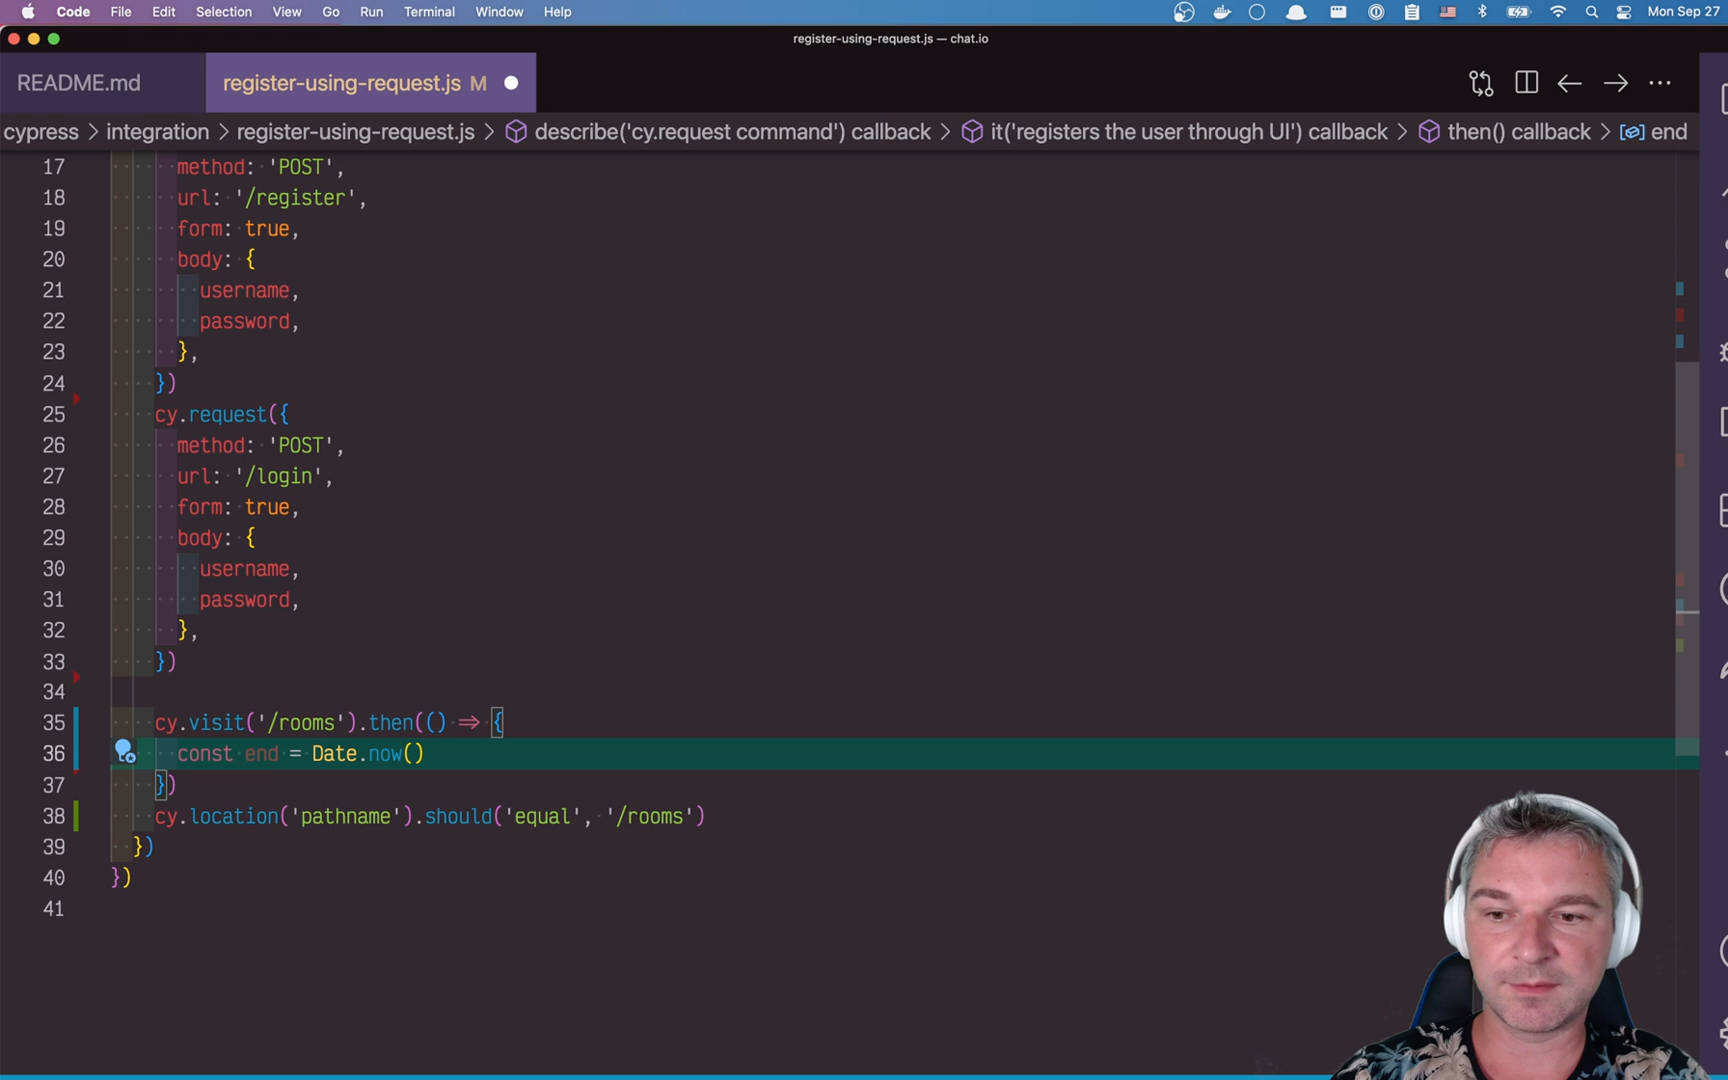 Code File Edit Selection View Go Run Terminal Window Help Mon Sep 27
register-using-request.js — chat.io
README.md register-using-request.js M
cypress > integration > register-using-request.js > describe('cy.request command') callback > it('registers the user through UI') callback > then() callback > end
17 method: 'POST',
18 url: '/register',
19 form: true,
20 body: {
21 username,
22 password,
23 },
24 })
25 cy.request({
26 method: 'POST',
27 url: '/login',
28 form: true,
29 body: {
30 username,
31 password,
32 },
33 })
34
35 cy.visit('/rooms').then(() => {
36 const end = Date.now()
37 })
38 cy.location('pathname').should('equal', '/rooms')
39 })
40 })
41